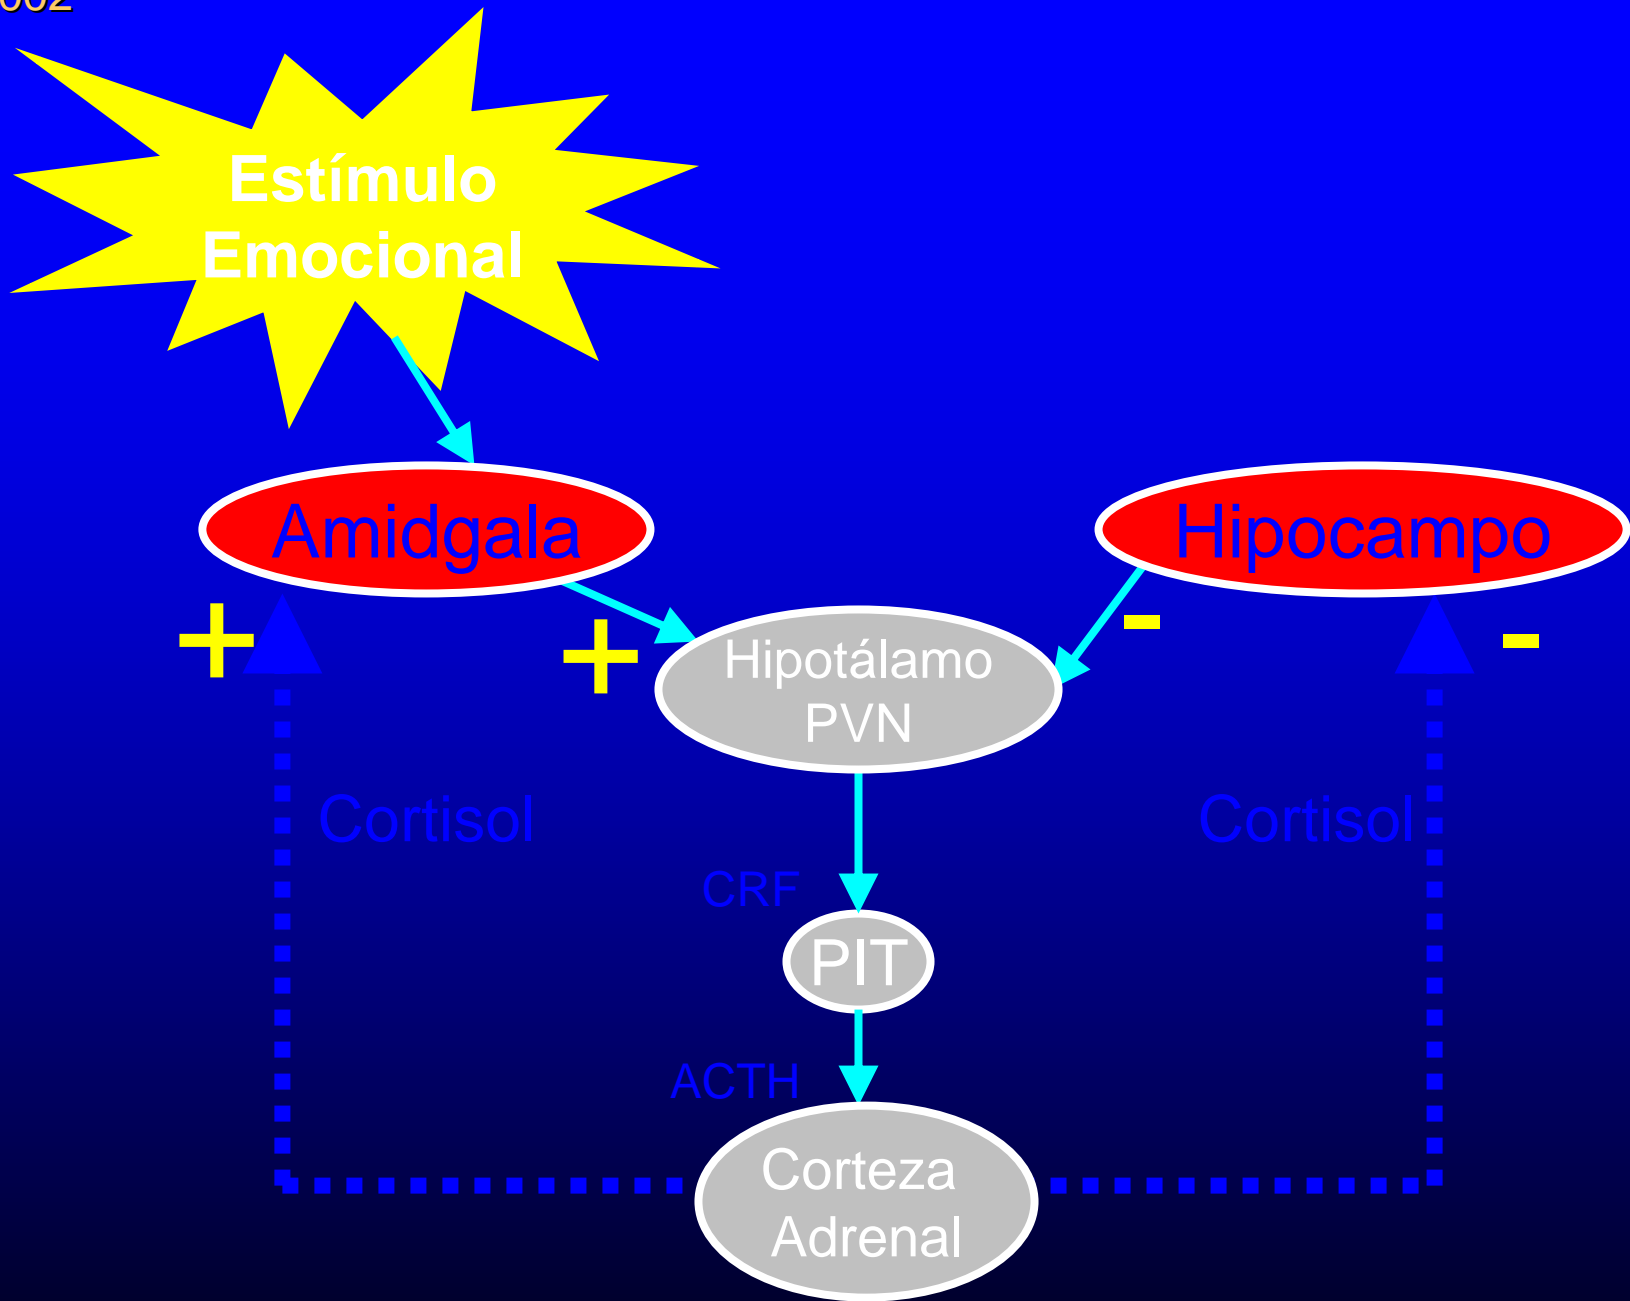 Estímulo
Emocional
Amidgala
Hipocampo
+
+
-
-
Hipotálamo
PVN
Cortisol
Cortisol
CRF
PIT
ACTH
Corteza
Adrenal